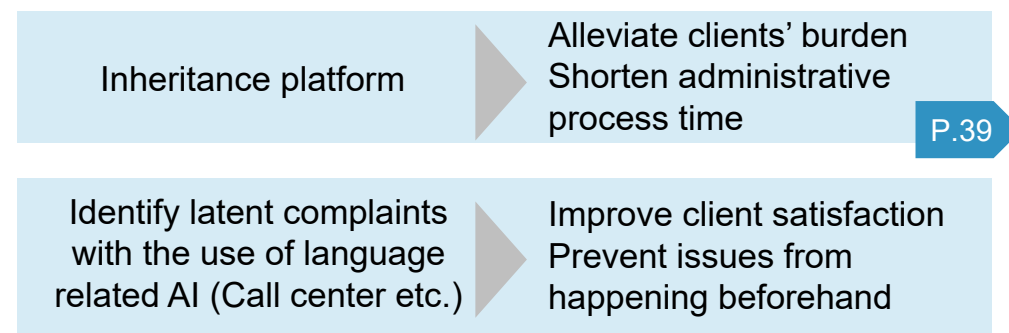 Inheritance platform
Alleviate clients’ burden
Shorten administrative
process time
P.39
Identify latent complaints
with the use of language
related AI (Call center etc.)
Improve client satisfaction
Prevent issues from
happening beforehand